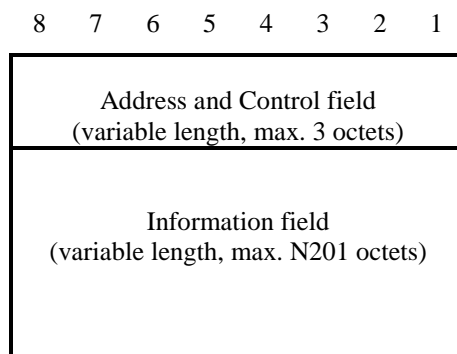 8 7 6 5 4 3 2 1
Address and Control field
(variable length, max. 3 octets)
Information field
(variable length, max. N201 octets)